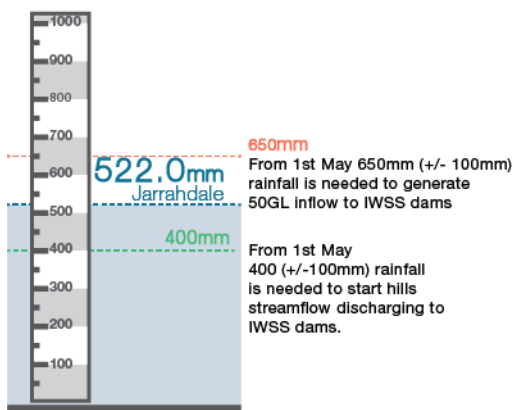 1000
900
800
700
600
500
400
300
200
100
522.0mm
Jarrahdale
400mm
650mm
From 1st May 650mm (+/- 100mm)
rainfall is needed to generate
50GL inflow to IWSS dams
From 1st May
400 (+/-100mm) rainfall
is needed to start hills
streamflow discharging to
IWSS dams.